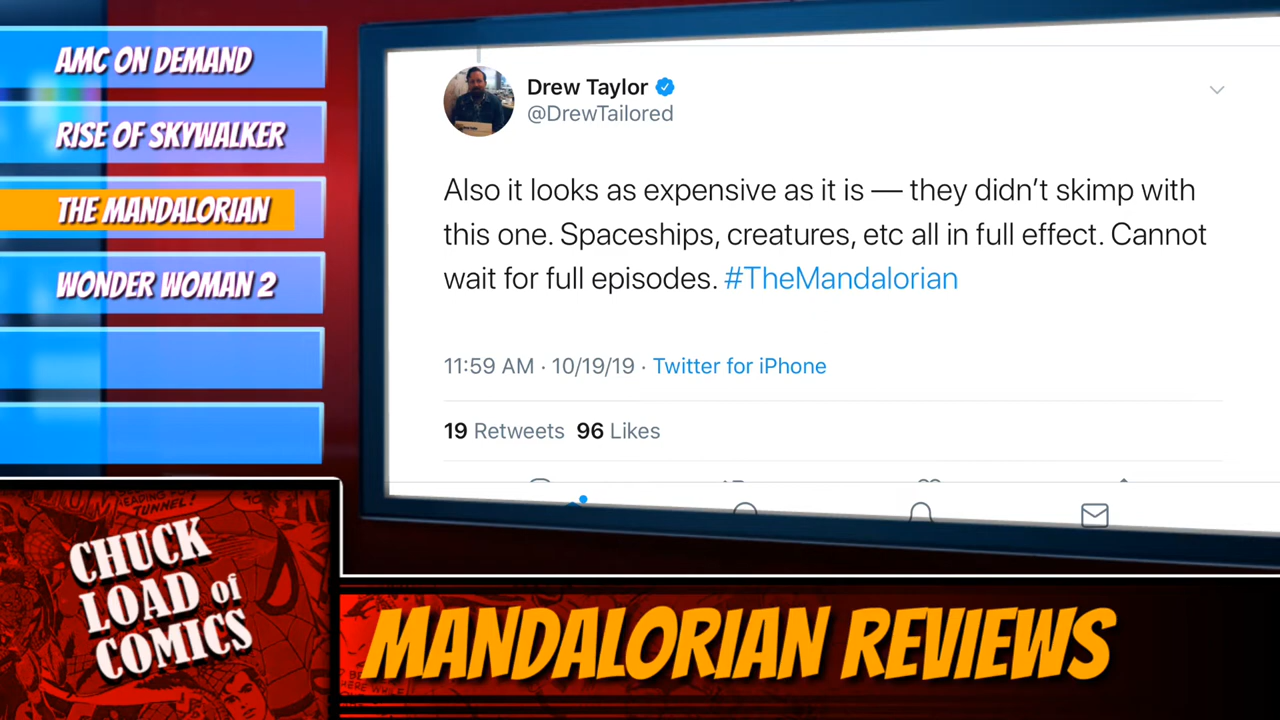 AMC ON DEMAND
RISE OF SKYWALKER
THE MANDALORIAN
WONDER WOMAN 2
Drew Taylor
@DrewTailored
Also it looks as expensive as it is — they didn’t skimp with
this one. Spaceships, creatures, etc all in full effect. Cannot
wait for full episodes. #TheMandalorian
11:59 AM · 10/19/19 · Twitter for iPhone
19 Retweets 96 Likes
TUNNEL!
CHUCK
LOAD of
COMICS
MANDALORIAN REVIEWS